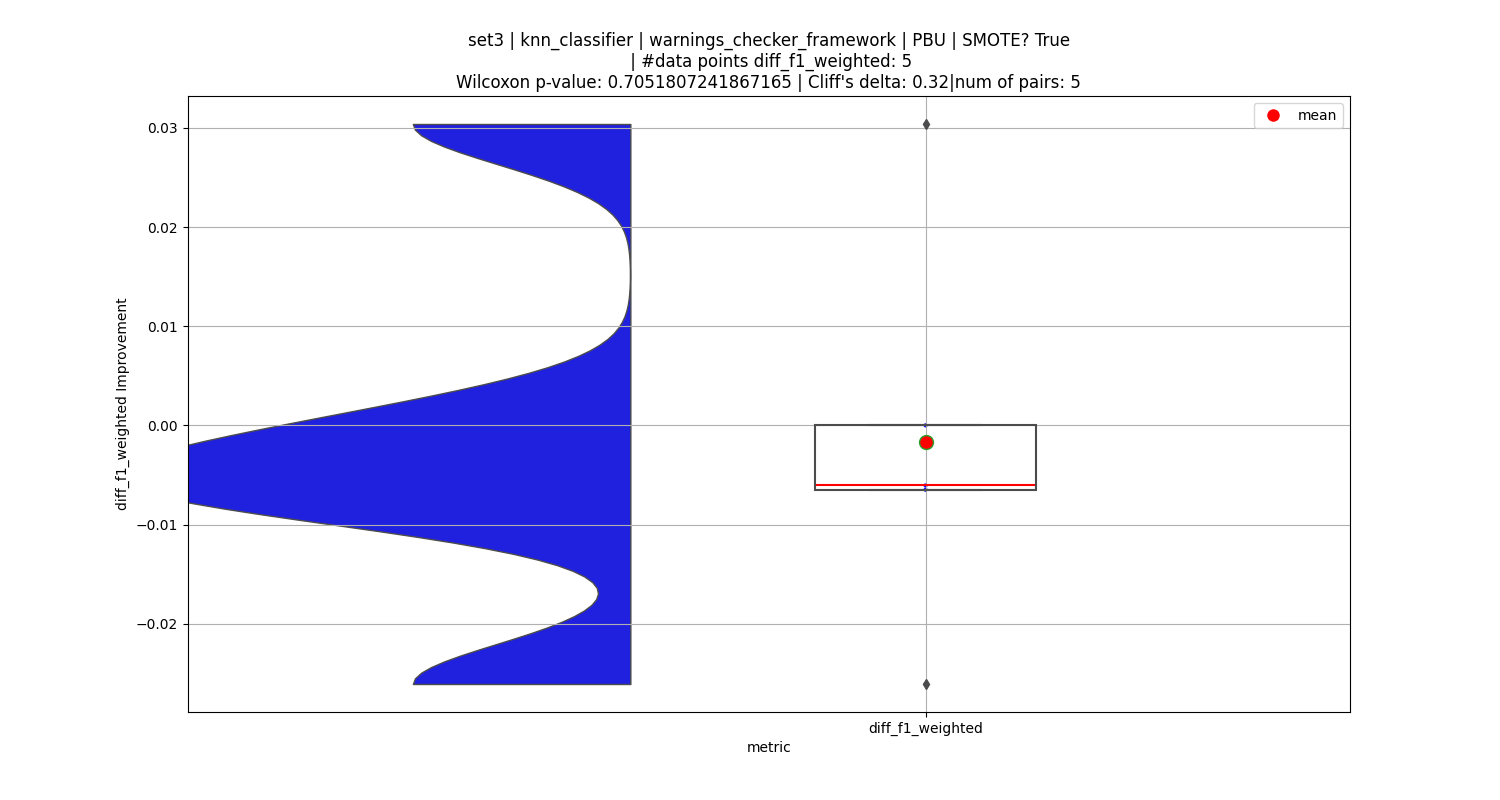 set3 | knn_classifier | warnings_checker_framework | PBU | SMOTE? True
| #data points diff_f1_weighted: 5
Wilcoxon p-value: 0.7051807241867165 | Cliff's delta: 0.32|num of pairs: 5
mean
0.03
0.02
0.01
0.00
−0.01
−0.02
diff_f1_weighted Improvement
diff_f1_weighted
metric